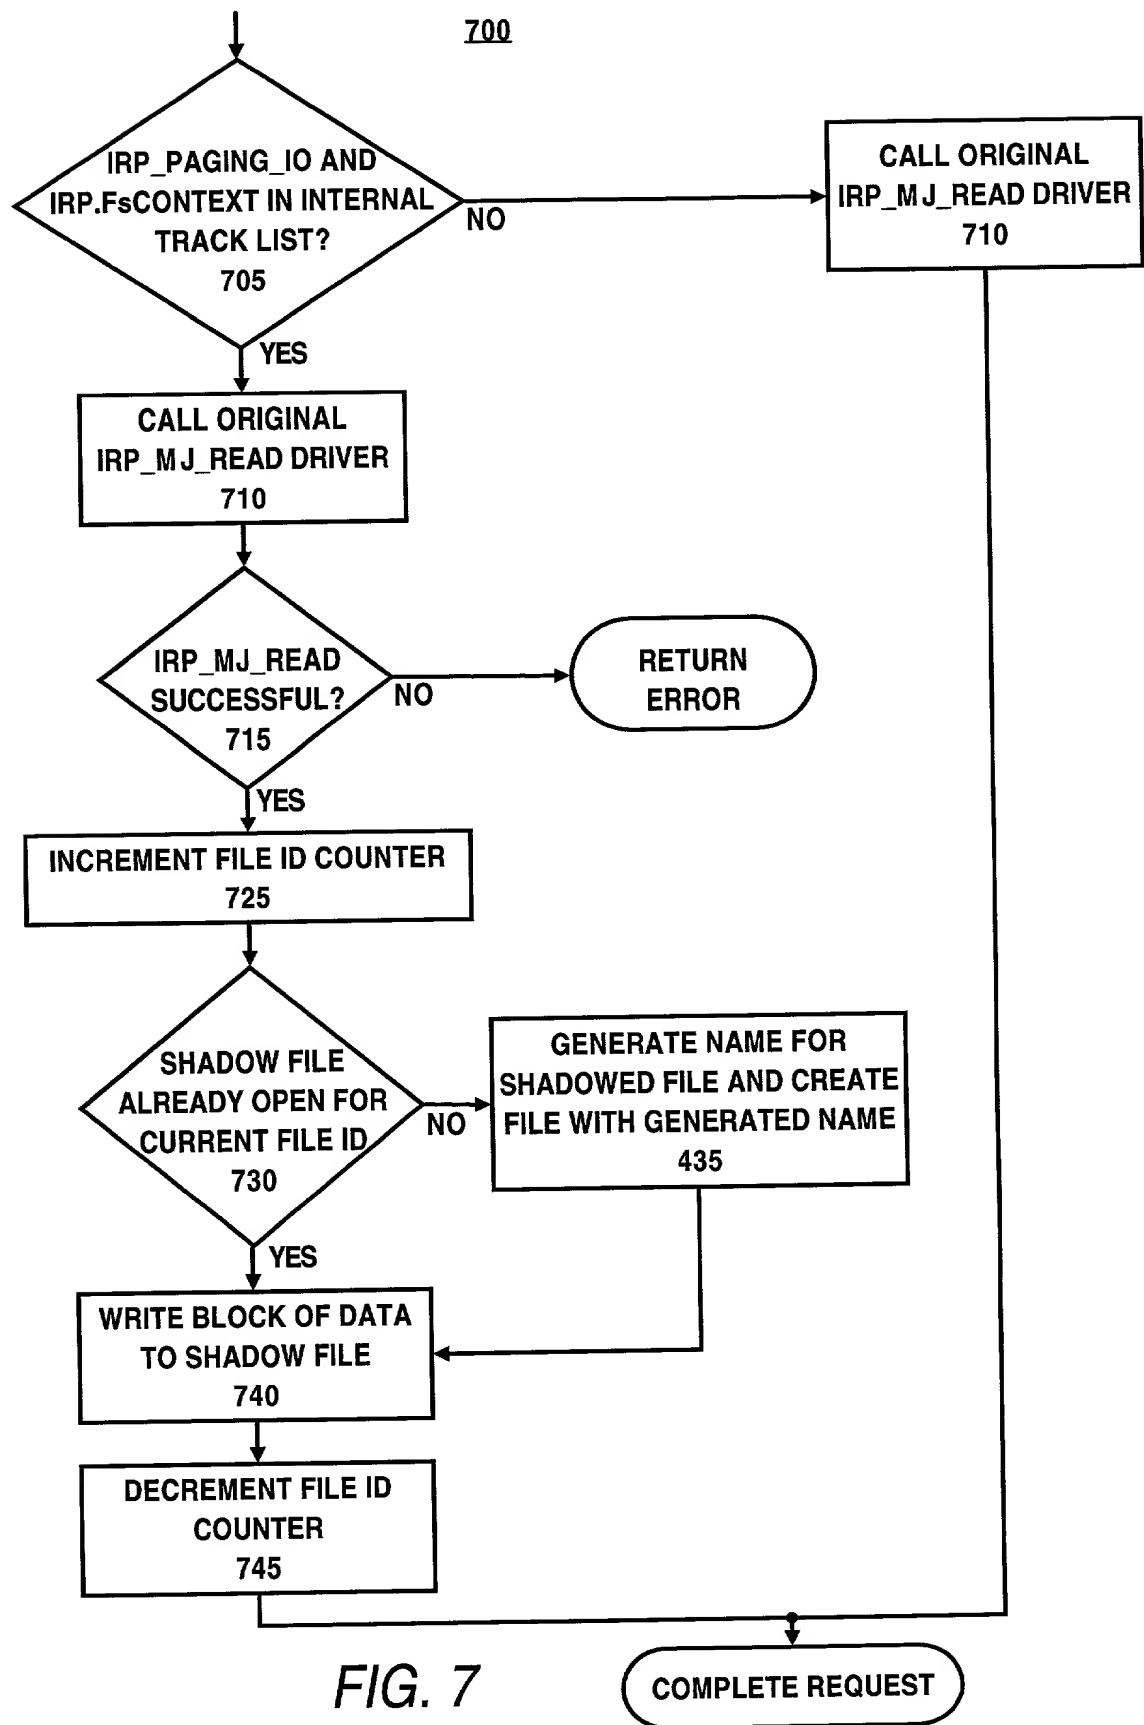 700
IRP_PAGING_IO AND
IRP.FsCONTEXT IN INTERNAL
TRACK LIST?
705
NO
CALL ORIGINAL
IRP_MJ_READ DRIVER
710
YES
CALL ORIGINAL
IRP_MJ_READ DRIVER
710
IRP_MJ_READ
SUCCESSFUL?
715
NO
RETURN
ERROR
YES
INCREMENT FILE ID COUNTER
725
SHADOW FILE
ALREADY OPEN FOR
CURRENT FILE ID
730
NO
GENERATE NAME FOR
SHADOWED FILE AND CREATE
FILE WITH GENERATED NAME
435
YES
WRITE BLOCK OF DATA
TO SHADOW FILE
740
DECREMENT FILE ID
COUNTER
745
COMPLETE REQUEST
FIG. 7